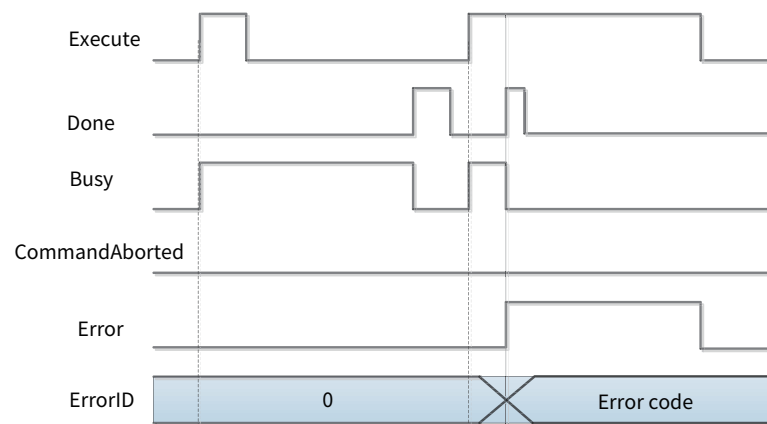 Execute
Done
Busy
CommandAborted
Error
ErrorID
0
Error code